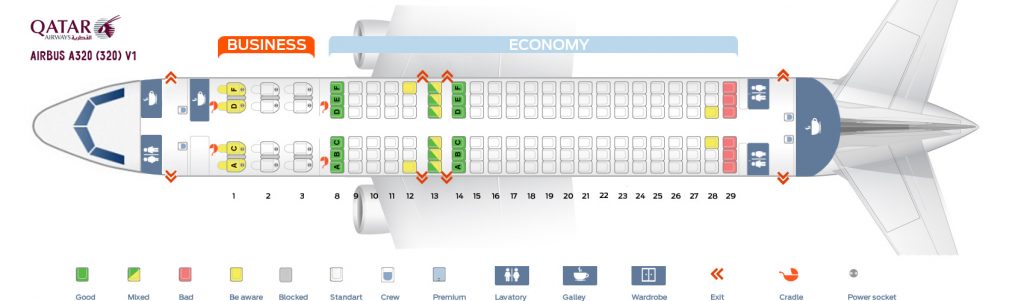 QATAR
AIRWAYS القطرية
AIRBUS A320 (320) V1
BUSINESS
ECONOMY
F
D
C
A
F
E
D
C
B
A
F
E
D
C
B
A
1 2 3 8 9 10 11 12 13 14 15 16 17 18 19 20 21 22 23 24 25 26 27 28 29
Good Mixed Bad Be aware Blocked Standart Crew Premium Lavatory Galley Wardrobe Exit Cradle Power socket